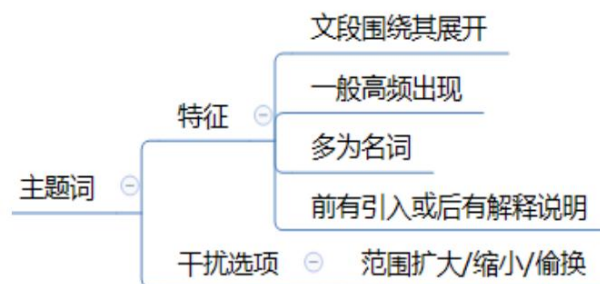 文段围绕其展开
一般高频出现
特征
多为名词
主题词
前有引入或后有解释说明
干扰选项
范围扩大/缩小/偷换